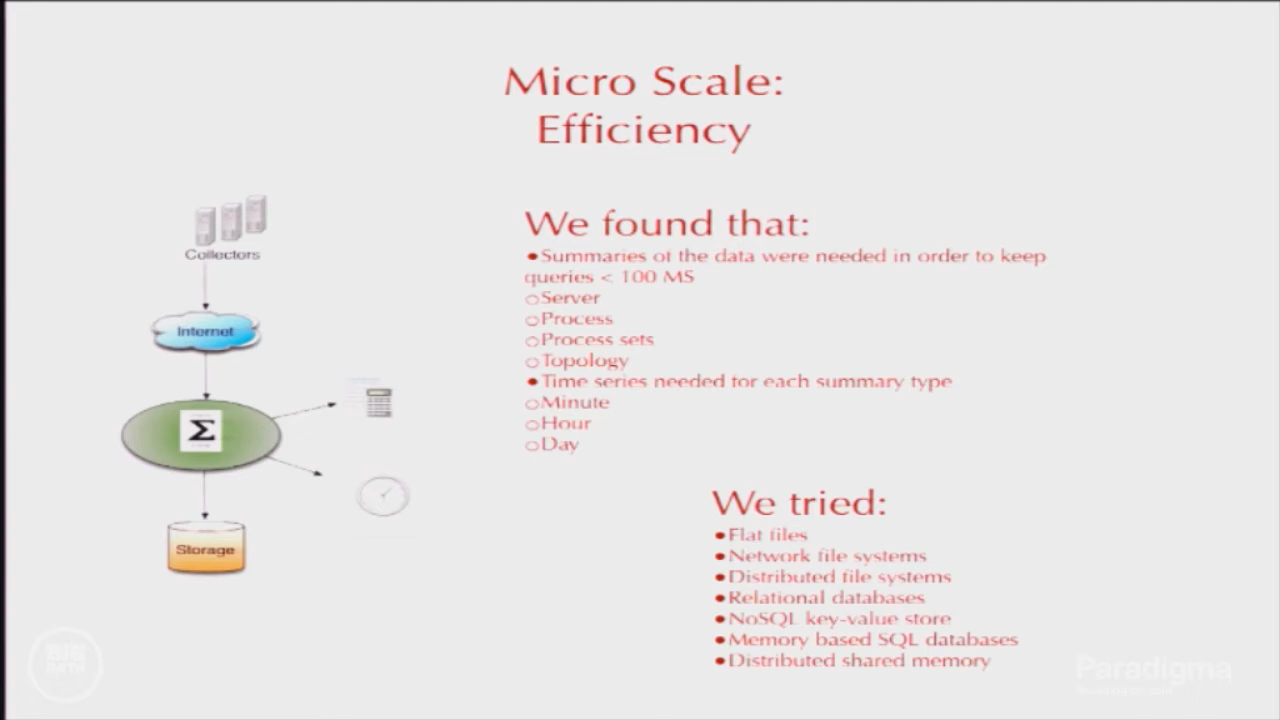 Micro Scale:
Efficiency
Collectors
Internet
Σ
Storage
We found that:
●Summaries of the data were needed in order to keep
queries < 100 MS
○Server
○Process
○Process sets
○Topology
●Time series needed for each summary type
○Minute
○Hour
○Day
We tried:
●Flat files
●Network file systems
●Distributed file systems
●Relational databases
●NoSQL key-value store
●Memory based SQL databases
●Distributed shared memory
BIG
DATA
Paradigma